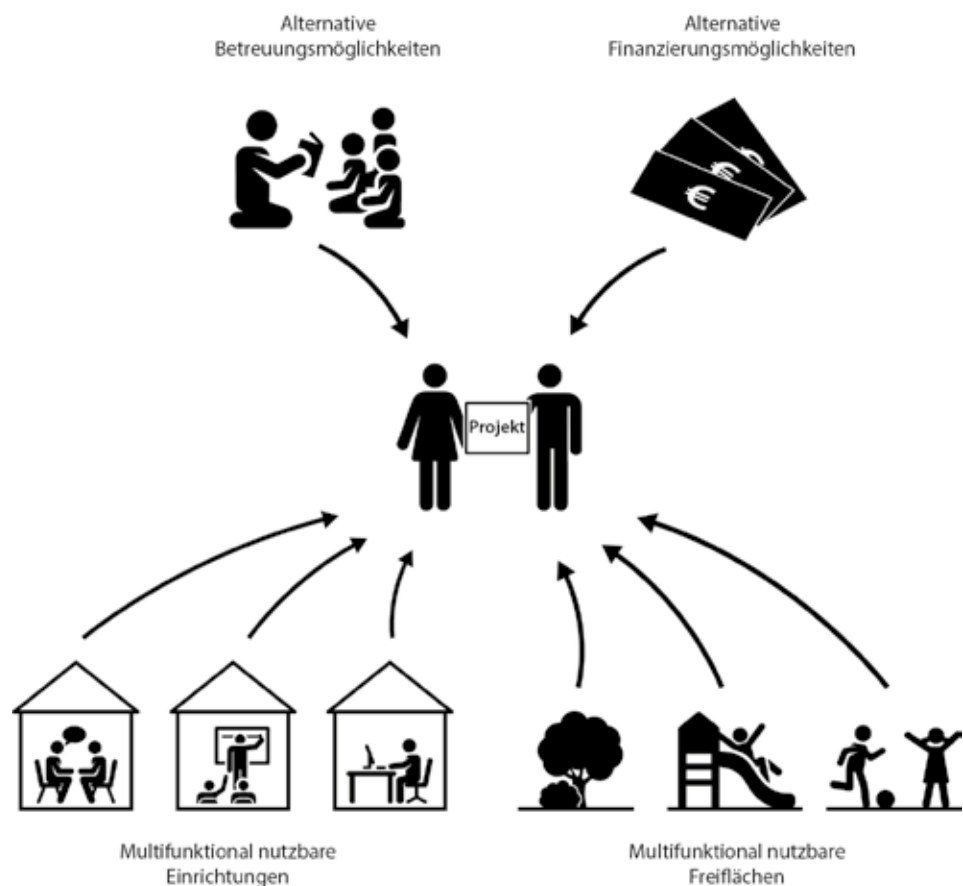 Alternative
Betreuungsmöglichkeiten
Alternative
Finanzierungsmöglichkeiten
€
€
€
Projekt
Multifunktional nutzbare
Einrichtungen
Multifunktional nutzbare
Freiflächen